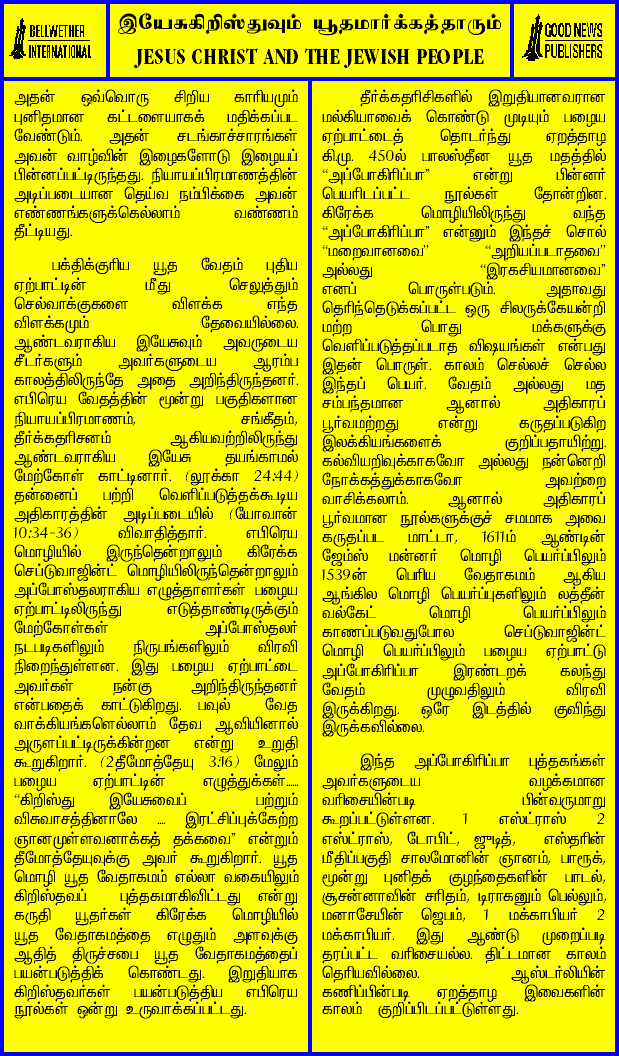 BELLWETHER
INTERNATIONAL
இயேசுகிறிஸ்துவும் யூதமார்க்கத்தாரும்
JESUS CHRIST AND THE JEWISH PEOPLE
GOOD NEWS
PUBLISHERS
அதன் ஒவ்வொரு சிறிய காரியமும்
புனிதமான கட்டளையாகக் மதிக்கப்பட
வேண்டும். அதன் சடங்காச்சாரங்கள்
அவன் வாழ்வின் இழைகளோடு இழையப்
பின்னப்பட்டிருந்தது. நியாயப்பிரமாணத்தின்
அடிப்படையான தெய்வ நம்பிக்கை அவன்
எண்ணங்களுக்கெல்லாம் வண்ணம்
தீட்டியது.
பக்திக்குரிய யூத வேதம் புதிய
ஏற்பாட்டின் மீது செலுத்தும்
செல்வாக்குகளை விளக்க எந்த
விளக்கமும் தேவையில்லை.
ஆண்டவராகிய இயேசுவும் அவருடைய
சீடர்களும் அவர்களுடைய ஆரம்ப
காலத்திலிருந்தே அதை அறிந்திருந்தனர்.
எபிரெய வேதத்தின் மூன்று பகுதிகளான
நியாயப்பிரமாணம், சங்கீதம்,
தீர்க்கதரிசனம் ஆகியவற்றிலிருந்து
ஆண்டவராகிய இயேசு தயங்காமல்
மேற்கோள் காட்டினார். (லூக்கா 24:44)
தன்னைப் பற்றி வெளிப்படுத்தக்கூடிய
அதிகாரத்தின் அடிப்படையில் (யோவான்
10:34-36) விவாதித்தார். எபிரெய
மொழியில் இருந்தென்றாலும் கிரேக்க
செப்டுவாஜின்ட் மொழியிலிருந்தென்றாலும்
அப்போஸ்தலராகிய எழுத்தாளர்கள் பழைய
ஏற்பாட்டிலிருந்து எடுத்தாண்டிருக்கும்
மேற்கோள்கள் அப்போஸ்தலர்
நடபடிகளிலும் நிருபங்களிலும் விரவி
நிறைந்துள்ளன. இது பழைய ஏற்பாட்டை
அவர்கள் நன்கு அறிந்திருந்தனர்
என்பதைக் காட்டுகிறது. பவுல் வேத
வாக்கியங்களெல்லாம் தேவ ஆவியினால்
அருளப்பட்டிருக்கின்றன என்று உறுதி
கூறுகிறார். (2தீமோத்தேயு 3:16) மேலும்
பழைய ஏற்பாட்டின் எழுத்துக்கள்......
“கிறிஸ்து இயேசுவைப் பற்றும்
விசுவாசத்தினாலே .... இரட்சிப்புக்கேற்ற
ஞானமுள்ளவனாக்கத் தக்கவை” என்றும்
தீமோத்தேயுவுக்கு அவர் கூறுகிறார். யூத
மொழி யூத வேதாகமம் எல்லா வகையிலும்
கிறிஸ்தவப் புத்தகமாகிவிட்டது என்று
கருதி யூதர்கள் கிரேக்க மொழியில்
யூத வேதாகமத்தை எழுதும் அளவுக்கு
ஆதித் திருச்சபை யூத வேதாகமத்தைப்
பயன்படுத்திக் கொண்டது. இறுதியாக
கிறிஸ்தவர்கள் பயன்படுத்திய எபிரெய
நூல்கள் ஒன்று உருவாக்கப்பட்டது.
தீர்க்கதரிசிகளில் இறுதியானவரான
மல்கியாவைக் கொண்டு முடியும் பழைய
ஏற்பாட்டைத் தொடர்ந்து ஏறத்தாழ
கி.மு. 450ல் பாலஸ்தீன யூத மதத்தில்
“அப்போகிரிப்பா” என்று பின்னர்
பெயரிடப்பட்ட நூல்கள் தோன்றின.
கிரேக்க மொழியிலிருந்து வந்த
“அப்போகிரிப்பா” என்னும் இந்தச் சொல்
“மறைவானவை” “அறியப்படாதவை”
அல்லது “இரகசியமானவை”
எனப் பொருள்படும். அதாவது
தெரிந்தெடுக்கப்பட்ட ஒரு சிலருக்கேயன்றி
மற்ற பொது மக்களுக்கு
வெளிப்படுத்தப்படாத விஷயங்கள் என்பது
இதன் பொருள். காலம் செல்லச் செல்ல
இந்தப் பெயர். வேதம் அல்லது மத
சம்பந்தமான ஆனால் அதிகாரப்
பூர்வமற்றது என்று கருதப்படுகிற
இலக்கியங்களைக் குறிப்பதாயிற்று.
கல்வியறிவுக்காகவோ அல்லது நன்னெறி
நோக்கத்துக்காகவோ அவற்றை
வாசிக்கலாம். ஆனால் அதிகாரப்
பூர்வமான நூல்களுக்குச் சமமாக அவை
கருதப்பட மாட்டா, 1611ம் ஆண்டின்
ஜேம்ஸ் மன்னர் மொழி பெயர்ப்பிலும்
1539ன் பெரிய வேதாகமம் ஆகிய
ஆங்கில மொழி பெயர்ப்புகளிலும் லத்தீன்
வல்கேட் மொழி பெயர்ப்பிலும்
காணப்படுவதுபோல செப்டுவாஜின்ட்
மொழி பெயர்ப்பிலும் பழைய ஏற்பாட்டு
அப்போகிரிப்பா இரண்டறக் கலந்து
வேதம் முழுவதிலும் விரவி
இருக்கிறது. ஒரே இடத்தில் குவிந்து
இருக்கவில்லை.
இந்த அப்போகிரிப்பா புத்தகங்கள்
அவர்களுடைய வழக்கமான
வரிசையின்படி பின்வருமாறு
கூறப்பட்டுள்ளன. 1 எஸ்ட்ராஸ் 2
எஸ்ட்ராஸ், டோபிட், ஜுடித், எஸ்தரின்
மீதிப்பகுதி சாலமோனின் ஞானம், பாரூக்,
மூன்று புனிதக் குழந்தைகளின் பாடல்,
சூசன்னாவின் சரிதம், டிராகனும் பெல்லும்,
மனாசேயின் ஜெபம், 1 மக்காபியர் 2
மக்காபியர். இது ஆண்டு முறைப்படி
தரப்பட்ட வரிசையல்ல. திட்டமான காலம்
தெரியவில்லை. ஆஸ்டர்லியின்
கணிப்பின்படி ஏறத்தாழ இவைகளின்
காலம் குறிப்பிடப்பட்டுள்ளது.